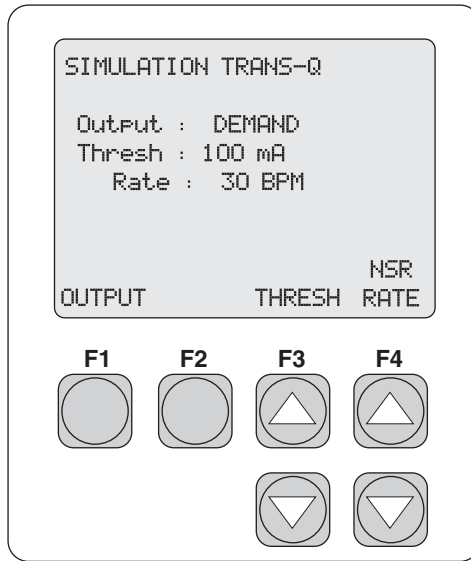 SIMULATION TRANS-Q
Output : DEMAND
Thresh : 100 mA
Rate : 30 BPM
NSR
OUTPUT THRESH RATE
F1 F2 F3 F4